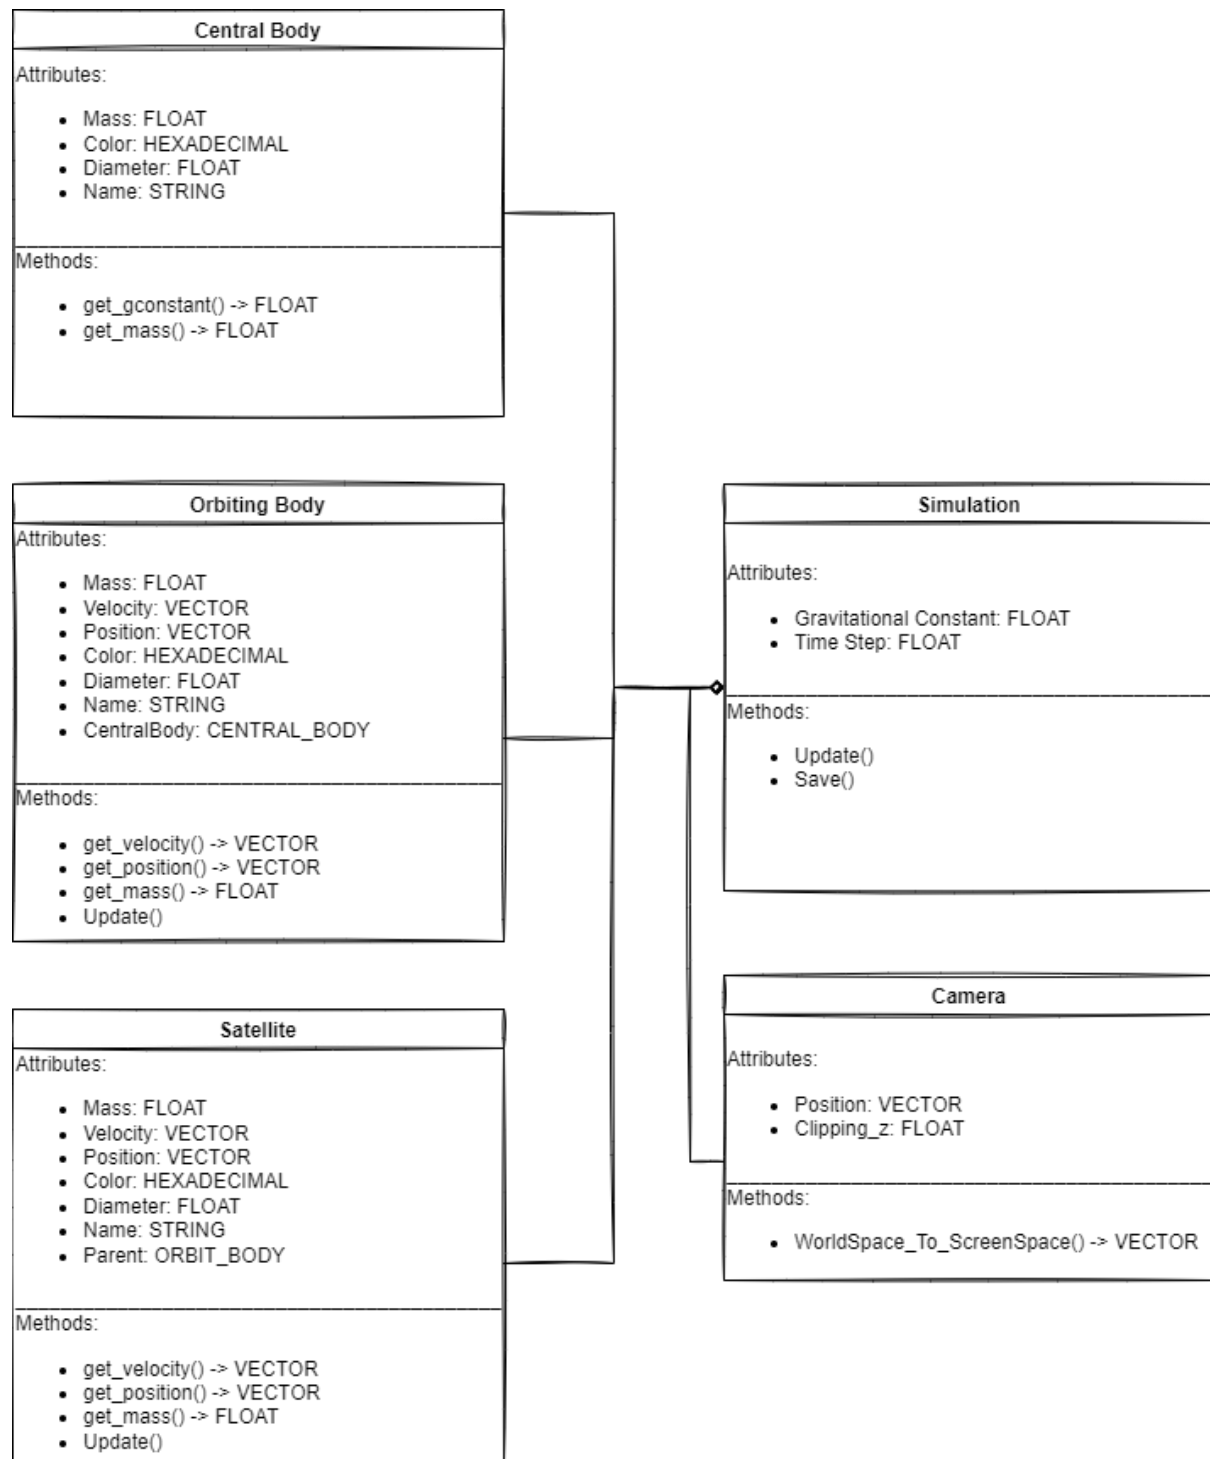 Central Body
Attributes:
• Mass: FLOAT
• Color: HEXADECIMAL
• Diameter: FLOAT
• Name: STRING
Methods:
• get_gconstant() -> FLOAT
• get_mass() -> FLOAT
Orbiting Body
Attributes:
• Mass: FLOAT
• Velocity: VECTOR
• Position: VECTOR
• Color: HEXADECIMAL
• Diameter: FLOAT
• Name: STRING
• CentralBody: CENTRAL_BODY
Methods:
• get_velocity() -> VECTOR
• get_position() -> VECTOR
• get_mass() -> FLOAT
• Update()
Satellite
Attributes:
• Mass: FLOAT
• Velocity: VECTOR
• Position: VECTOR
• Color: HEXADECIMAL
• Diameter: FLOAT
• Name: STRING
• Parent: ORBIT_BODY
Methods:
• get_velocity() -> VECTOR
• get_position() -> VECTOR
• get_mass() -> FLOAT
• Update()
Simulation
Attributes:
• Gravitational Constant: FLOAT
• Time Step: FLOAT
Methods:
• Update()
• Save()
Camera
Attributes:
• Position: VECTOR
• Clipping_z: FLOAT
Methods:
• WorldSpace_To_ScreenSpace() -> VECTOR